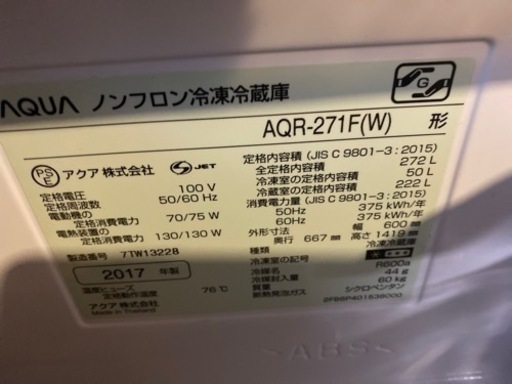 AQUA ノンフロン冷凍冷蔵庫
G
AQR-271F(W) 形
PS E アクア株式会社 S JET
定格電圧 100 V
定格周波数 50/60 Hz
電動機の定格消費電力 70/75 W
電熱装置の定格消費電力 130/130 W
製造番号 7TW13228
2017 年製
温度ヒューズ 76℃
定格動作温度
アクア株式会社
Made in Thailand
定格内容積 (JIS C 9801-3:2015)
全定格内容積 272 L
冷凍室の定格内容積 50 L
冷蔵室の定格内容積 222 L
消費電力量 (JIS C 9801-3:2015)
50Hz 375 kWh/年
60Hz 375 kWh/年
外形寸法 幅 600 mm
奥行 667 mm 高さ 1419 mm
種類 冷凍冷蔵庫
冷凍室の記号
冷媒 R600a
冷媒封入量 44 g
質量 60 kg
断熱発泡ガス シクロペンタン
>ABS<